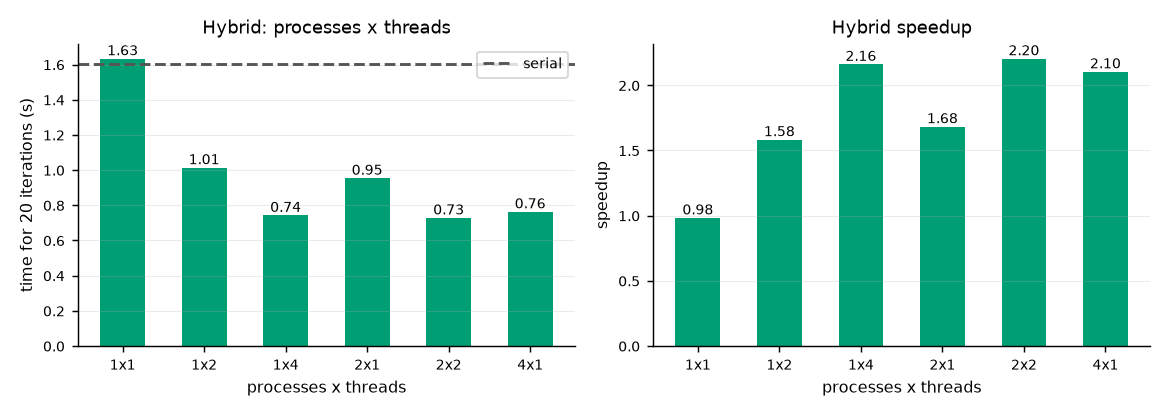 Hybrid: processes x threads
time for 20 iterations (s)
1.6
1.4
1.2
1.0
0.8
0.6
0.4
0.2
0.0
1.63
1.01
0.74
0.95
0.73
0.76
serial
1x1 1x2 1x4 2x1 2x2 4x1
processes x threads
Hybrid speedup
speedup
2.0
1.5
1.0
0.5
0.0
0.98
1.58
2.16
1.68
2.20
2.10
1x1 1x2 1x4 2x1 2x2 4x1
processes x threads